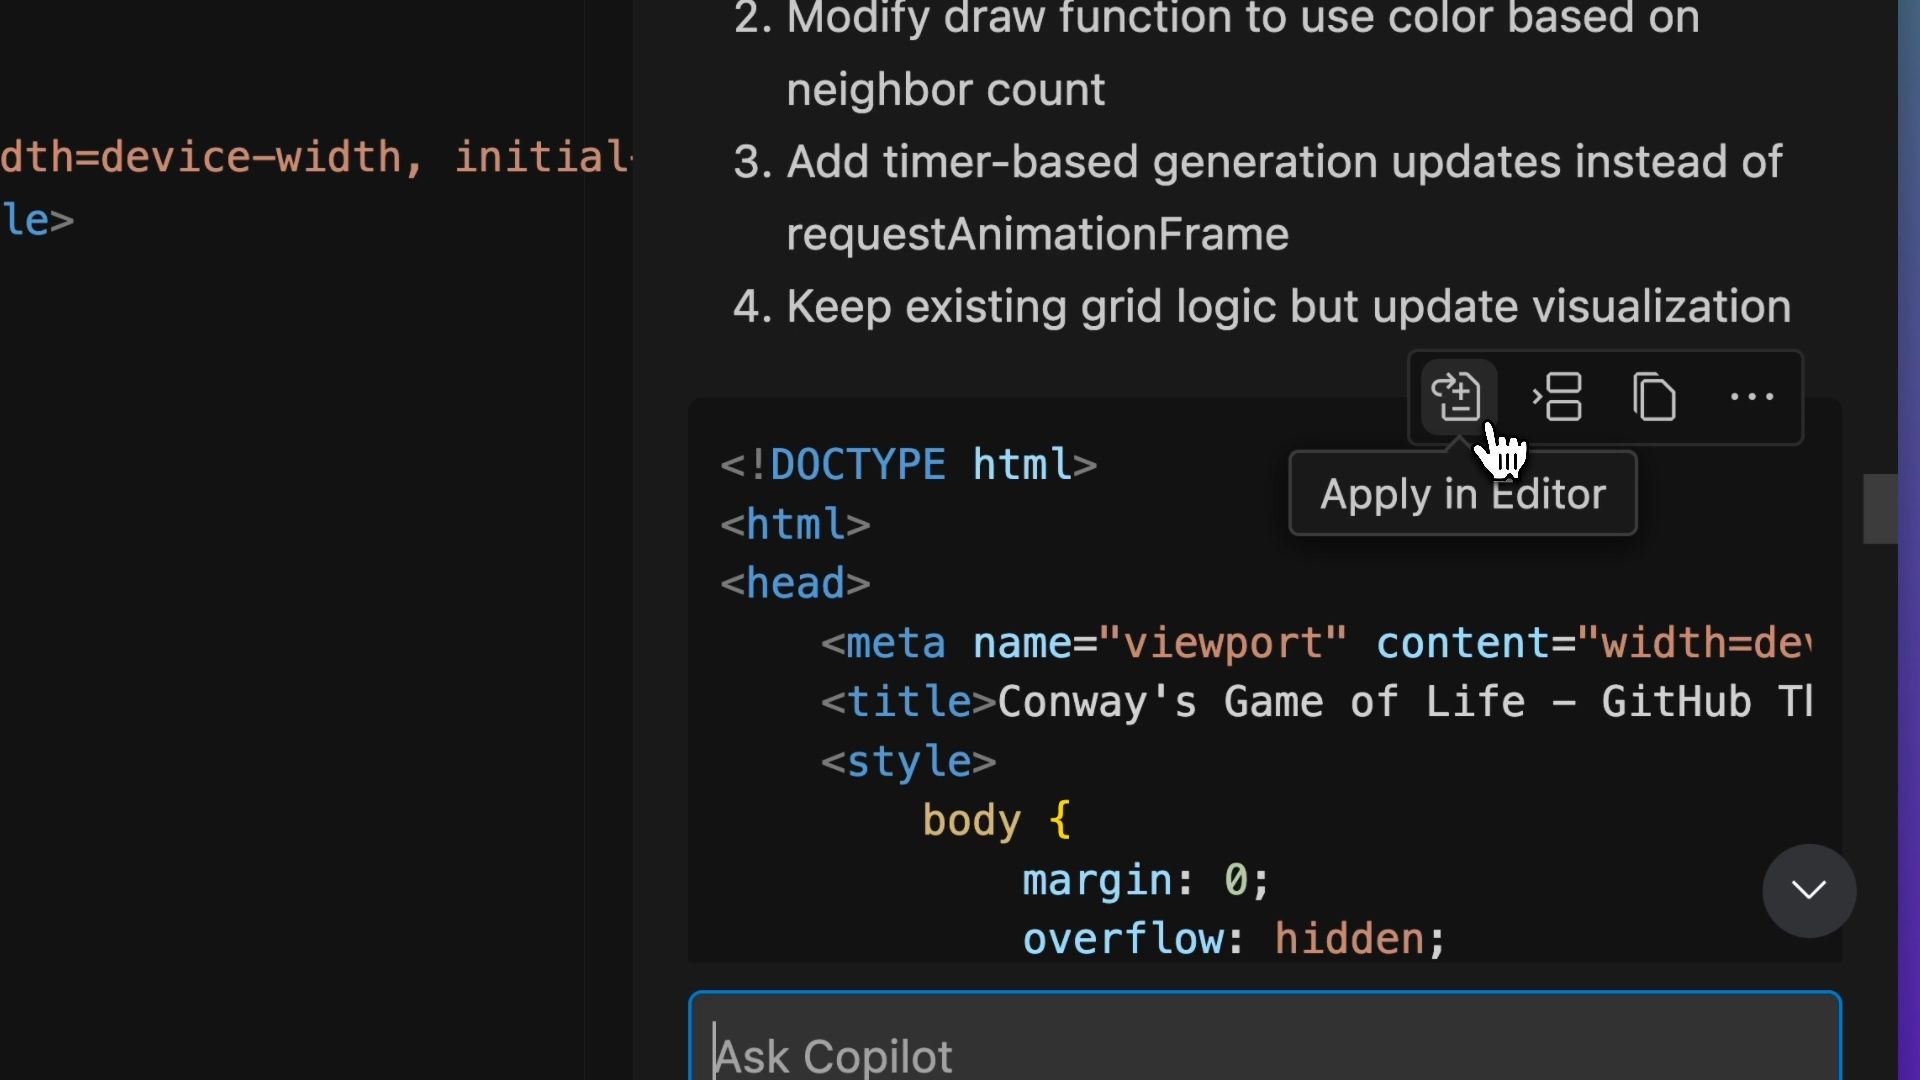 dth=device-width, initial-
le>
2. Modify draw function to use color based on
neighbor count
3. Add timer-based generation updates instead of
requestAnimationFrame
4. Keep existing grid logic but update visualization
Apply in Editor
<!DOCTYPE html>
<html>
<head>
<meta name="viewport" content="width=dev
<title>Conway's Game of Life – GitHub Th
<style>
body {
margin: 0;
overflow: hidden;
Ask Copilot